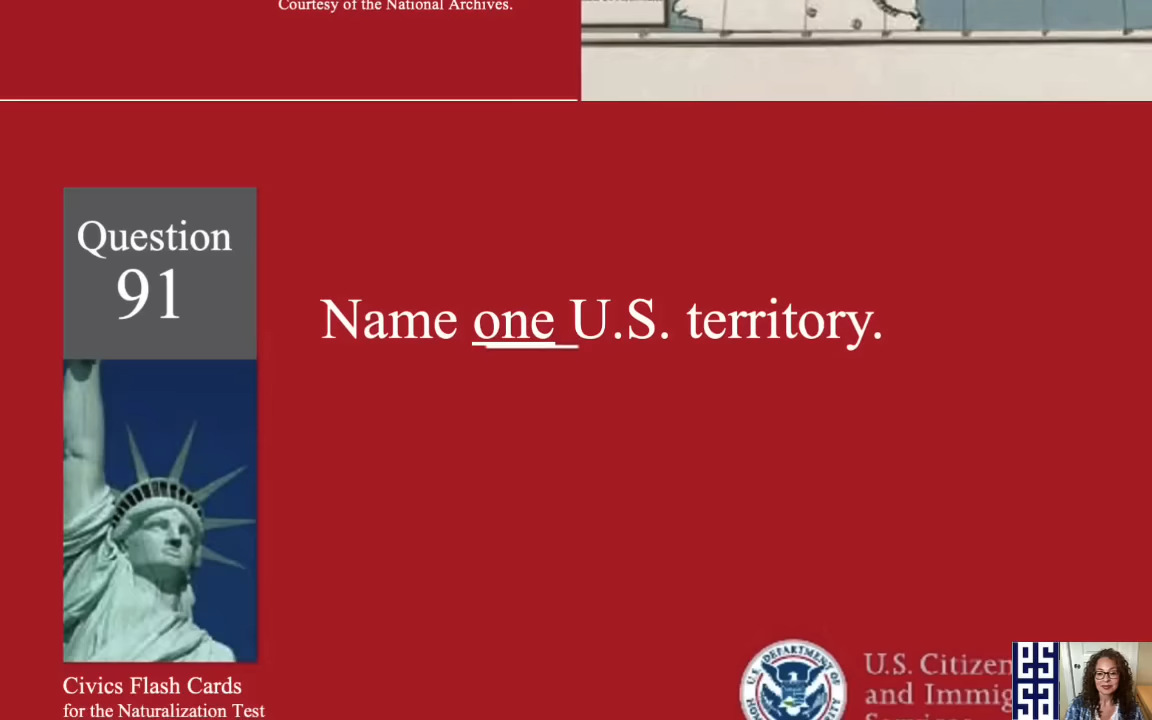 Courtesy of the National Archives.
Question
91
Name one U.S. territory.
Civics Flash Cards
for the Naturalization Test
U.S. Citizen
and Immig